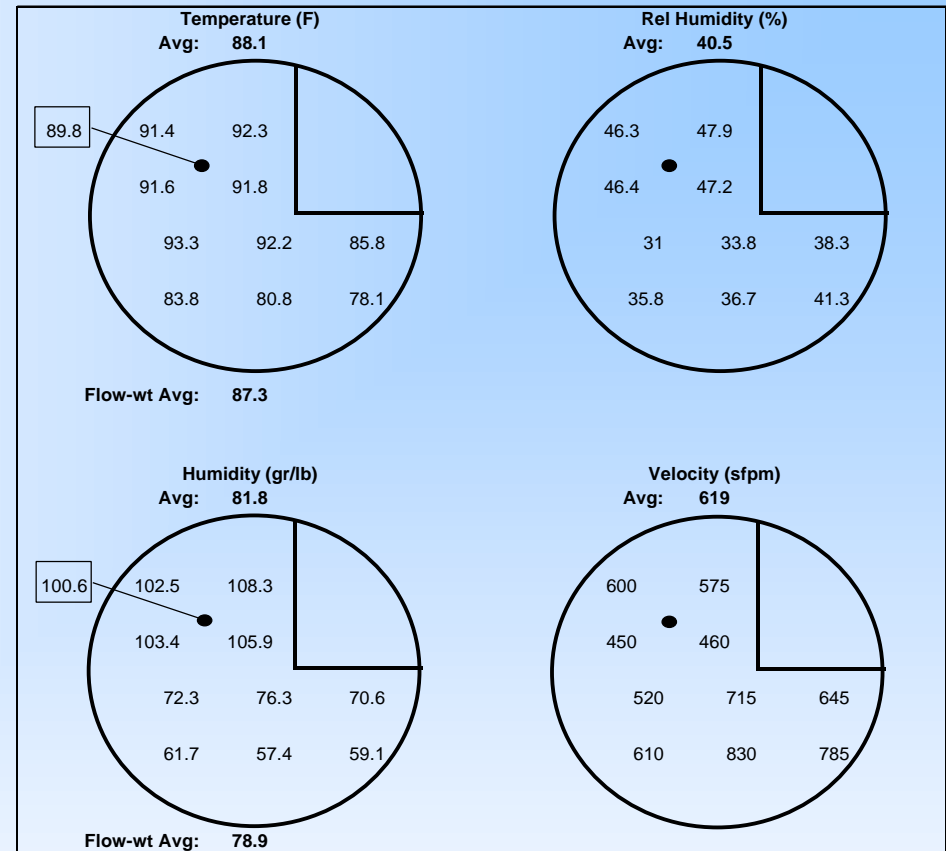 Temperature (F)
Avg: 88.1
89.8
91.4 92.3
91.6 91.8
93.3 92.2 85.8
83.8 80.8 78.1
Flow-wt Avg: 87.3
Rel Humidity (%)
Avg: 40.5
46.3 47.9
46.4 47.2
31 33.8 38.3
35.8 36.7 41.3
Humidity (gr/lb)
Avg: 81.8
100.6
102.5 108.3
103.4 105.9
72.3 76.3 70.6
61.7 57.4 59.1
Flow-wt Avg: 78.9
Velocity (sfpm)
Avg: 619
600 575
450 460
520 715 645
610 830 785